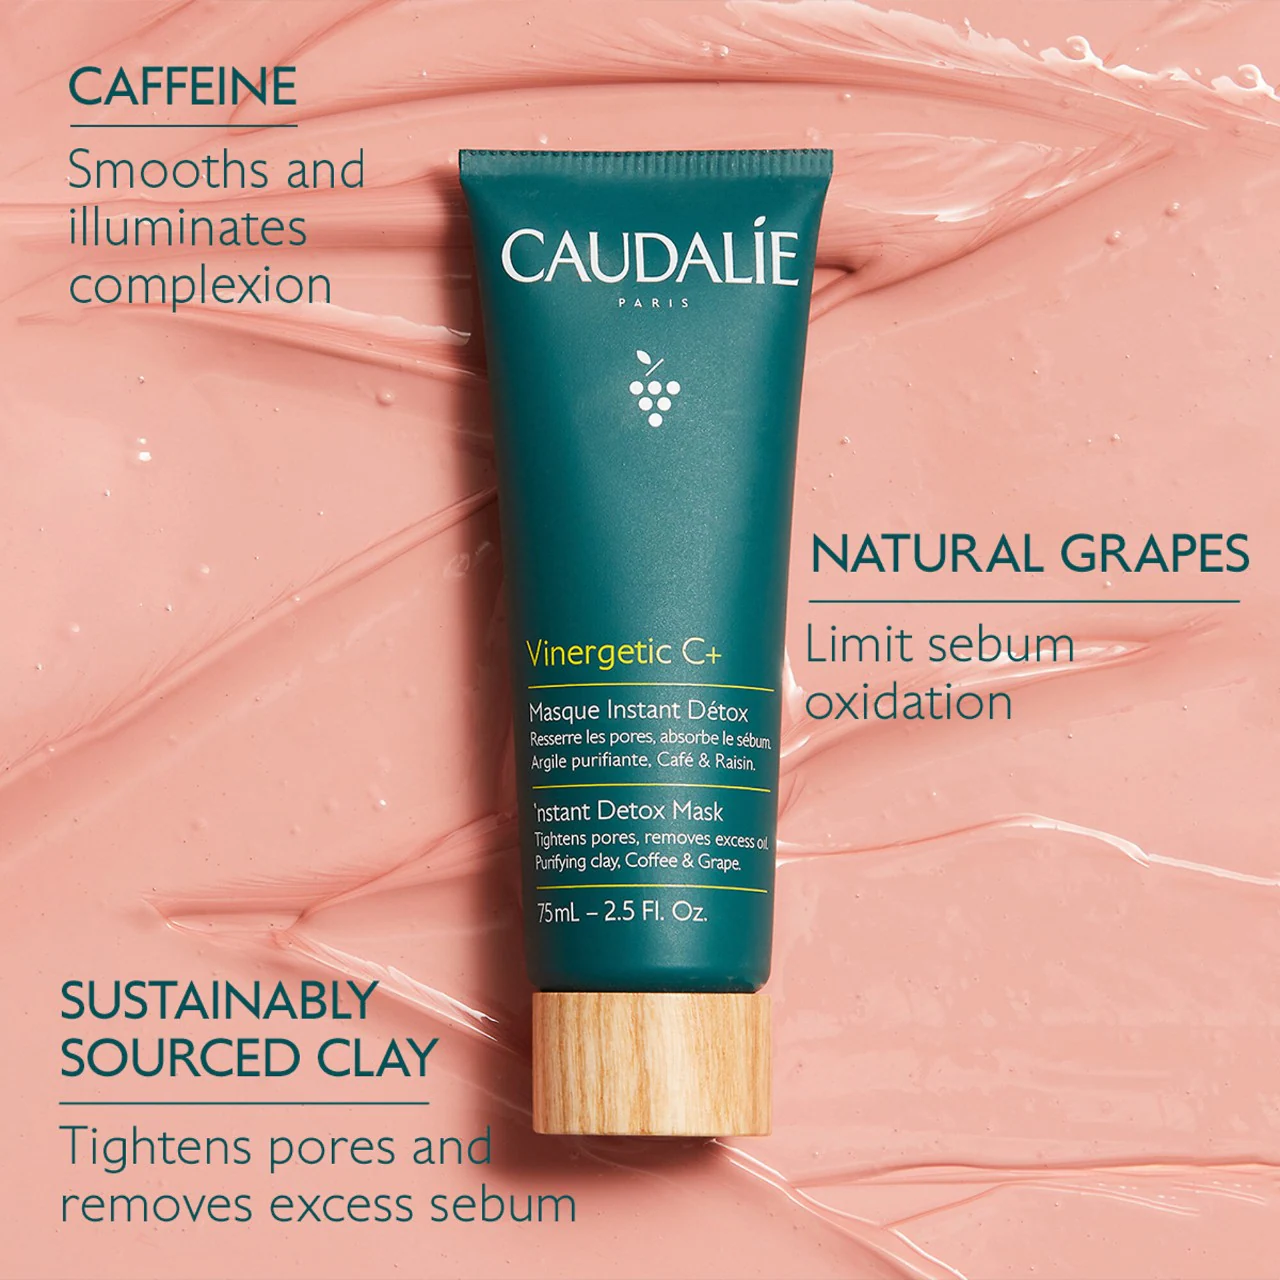 CAFFEINE
Smooths and
illuminates
complexion
CAUDALÍE
PARIS
NATURAL GRAPES
Limit sebum
oxidation
Vinergetic C+
Masque Instant Détox
Resserre les pores, absorbe le sébum.
Argile purifiante, Café & Raisin.
'nstant Detox Mask
Tightens pores, removes excess oil.
Purifying clay, Coffee & Grape.
75mL – 2.5 Fl. Oz.
SUSTAINABLY
SOURCED CLAY
Tightens pores and
removes excess sebum